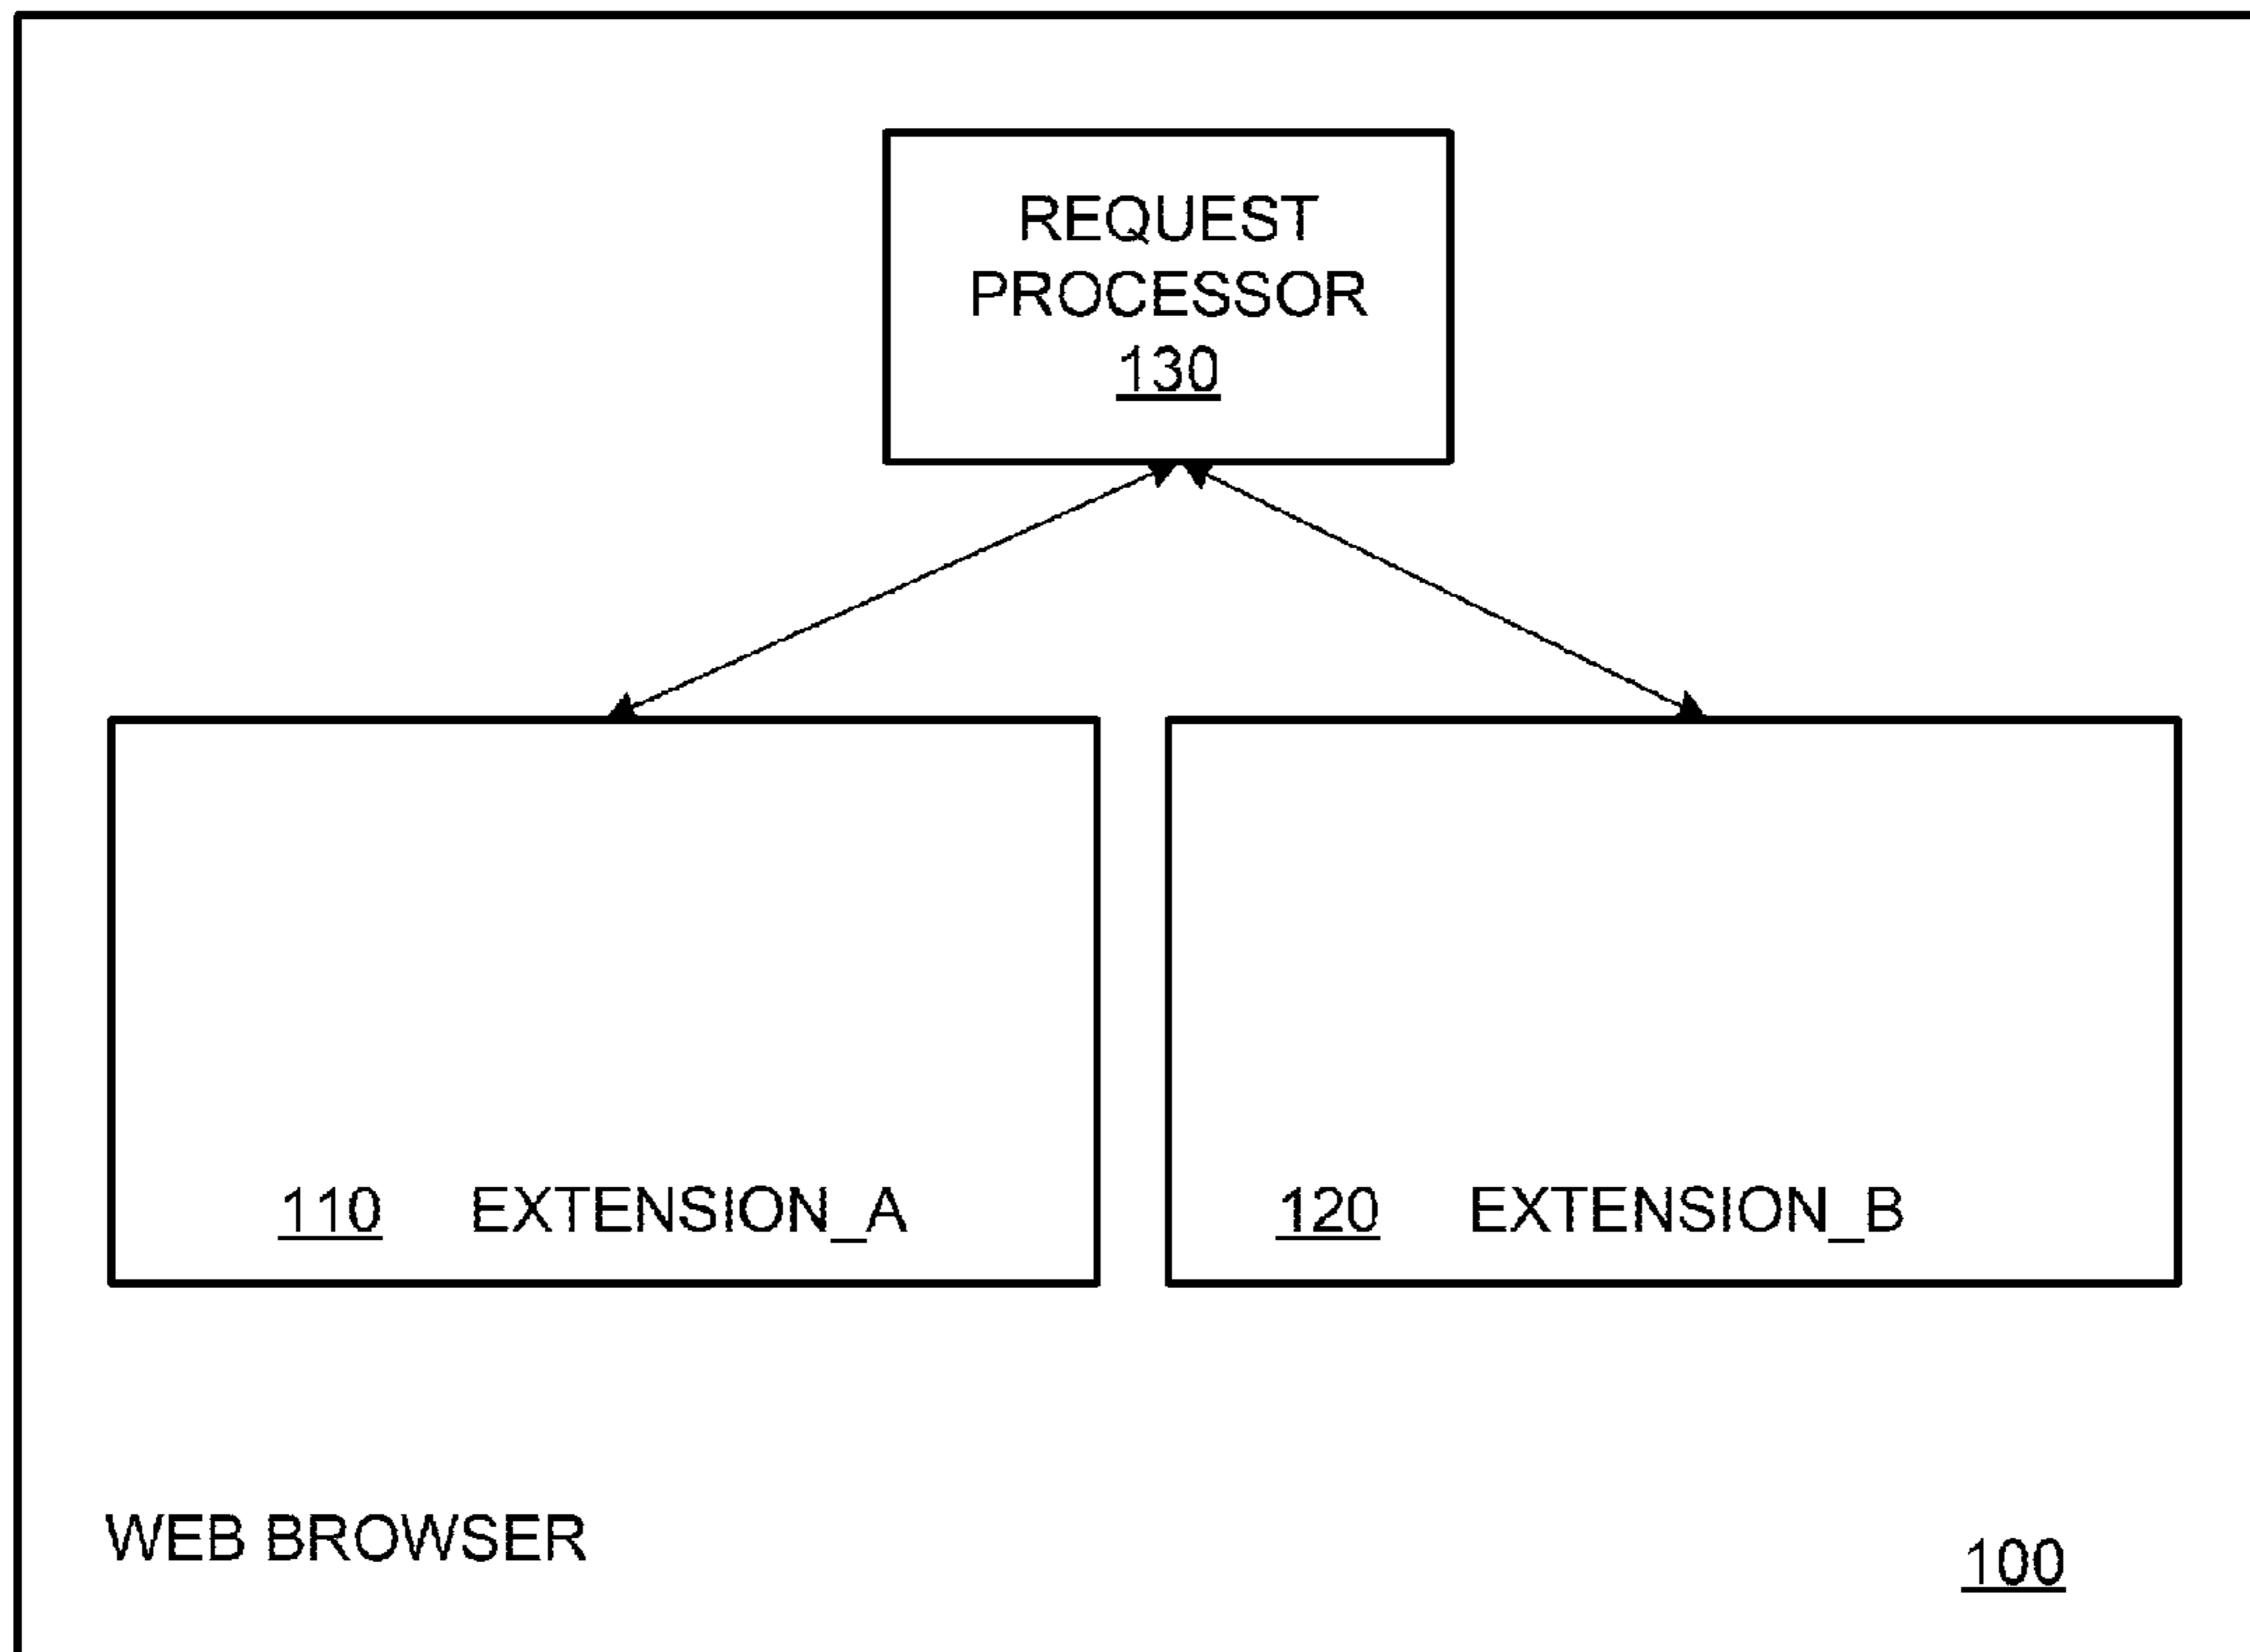 REQUEST
PROCESSOR
130
110 EXTENSION_A
120 EXTENSION_B
WEB BROWSER
100